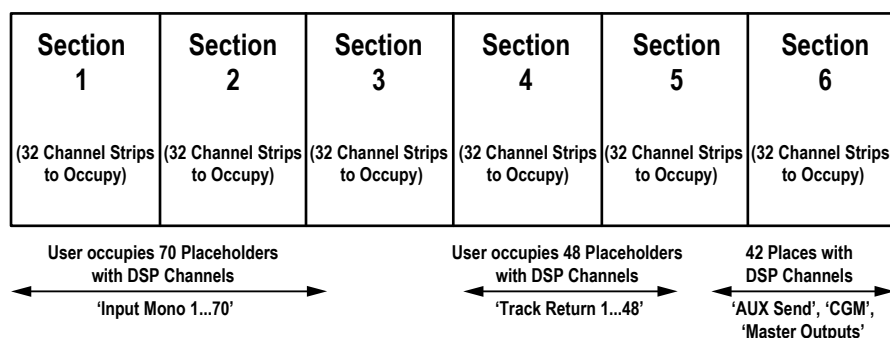 Section 1
(32 Channel Strips to Occupy)
Section 2
(32 Channel Strips to Occupy)
Section 3
(32 Channel Strips to Occupy)
Section 4
(32 Channel Strips to Occupy)
Section 5
(32 Channel Strips to Occupy)
Section 6
(32 Channel Strips to Occupy)
User occupies 70 Placeholders
with DSP Channels
‘Input Mono 1...70’
User occupies 48 Placeholders
with DSP Channels
‘Track Return 1...48’
42 Places with
DSP Channels
‘AUX Send’, ‘CGM’,
‘Master Outputs’